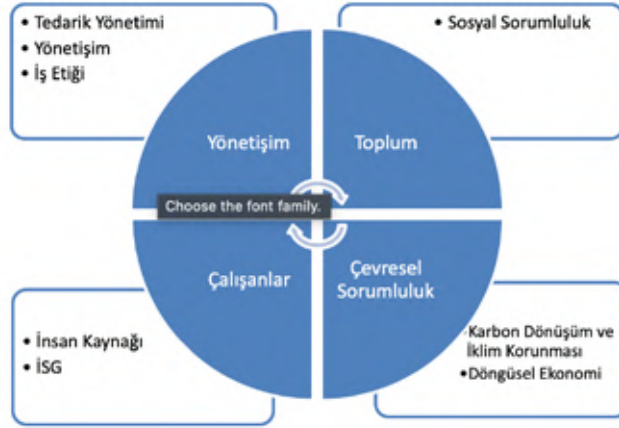 • Tedarik Yönetimi
• Yönetişim
• İş Etiği
• Sosyal Sorumluluk
Yönetişim
Toplum
Choose the font family.
Çalışanlar
Çevresel
Sorumluluk
• İnsan Kaynağı
• İSG
•Karbon Dönüşüm ve
İklim Korunması
•Döngüsel Ekonomi